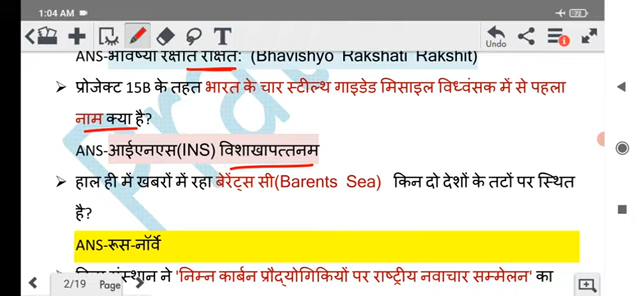 1:04 AM
72
Undo
ANS-भविष्या रक्षति रक्षित: (Bhavishyo Rakshati Rakshit)
➢ प्रोजेक्ट 15B के तहत भारत के चार स्टील्थ गाइडेड मिसाइल विध्वंसक में से पहला
नाम क्या है?
ANS-आईएनएस(INS) विशाखापत्तनम
➢ हाल ही में खबरों में रहा बेरेंट्स सी(Barents Sea) किन दो देशों के तटों पर स्थित
है?
ANS-रूस-नॉर्वे
संस्थान ने 'निम्न कार्बन प्रौद्योगिकियों पर राष्ट्रीय नवाचार सम्मेलन' का
2/19 Page